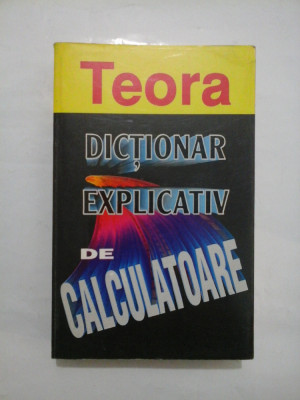 Teora
DICȚIONAR
EXPLICATIV
DE
CALCULATOARE